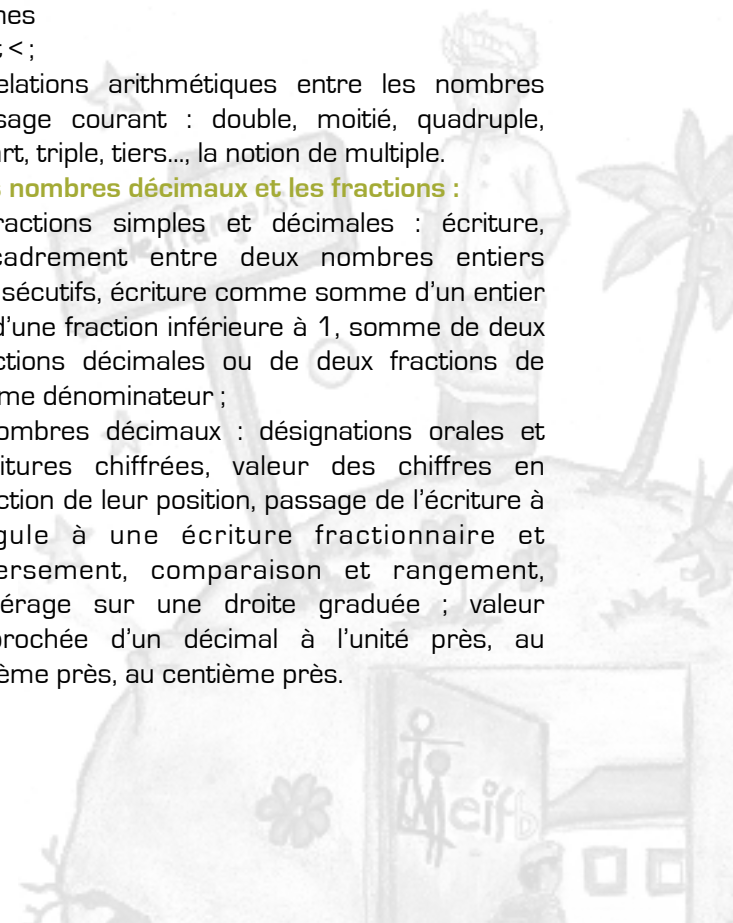 nes
t < ;
elations arithmétiques entre les nombres
sage courant : double, moitié, quadruple,
art, triple, tiers..., la notion de multiple.
s nombres décimaux et les fractions :
ractions simples et décimales : écriture,
cadrement entre deux nombres entiers
sécutifs, écriture comme somme d'un entier
d'une fraction inférieure à 1, somme de deux
ctions décimales ou de deux fractions de
me dénominateur ;
ombres décimaux : désignations orales et
itures chiffrées, valeur des chiffres en
ction de leur position, passage de l'écriture à
gule à une écriture fractionnaire et
ersement, comparaison et rangement,
érage sur une droite graduée ; valeur
prochée d'un décimal à l'unité près, au
ème près, au centième près.
eifb